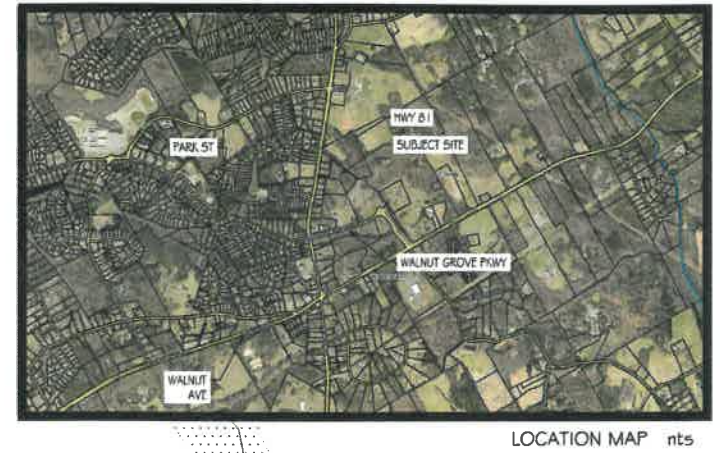 HWY 81
SUBJECT SITE
PARK ST
WALNUT GROVE PKWY
WALNUT
AVE
LOCATION MAP nts